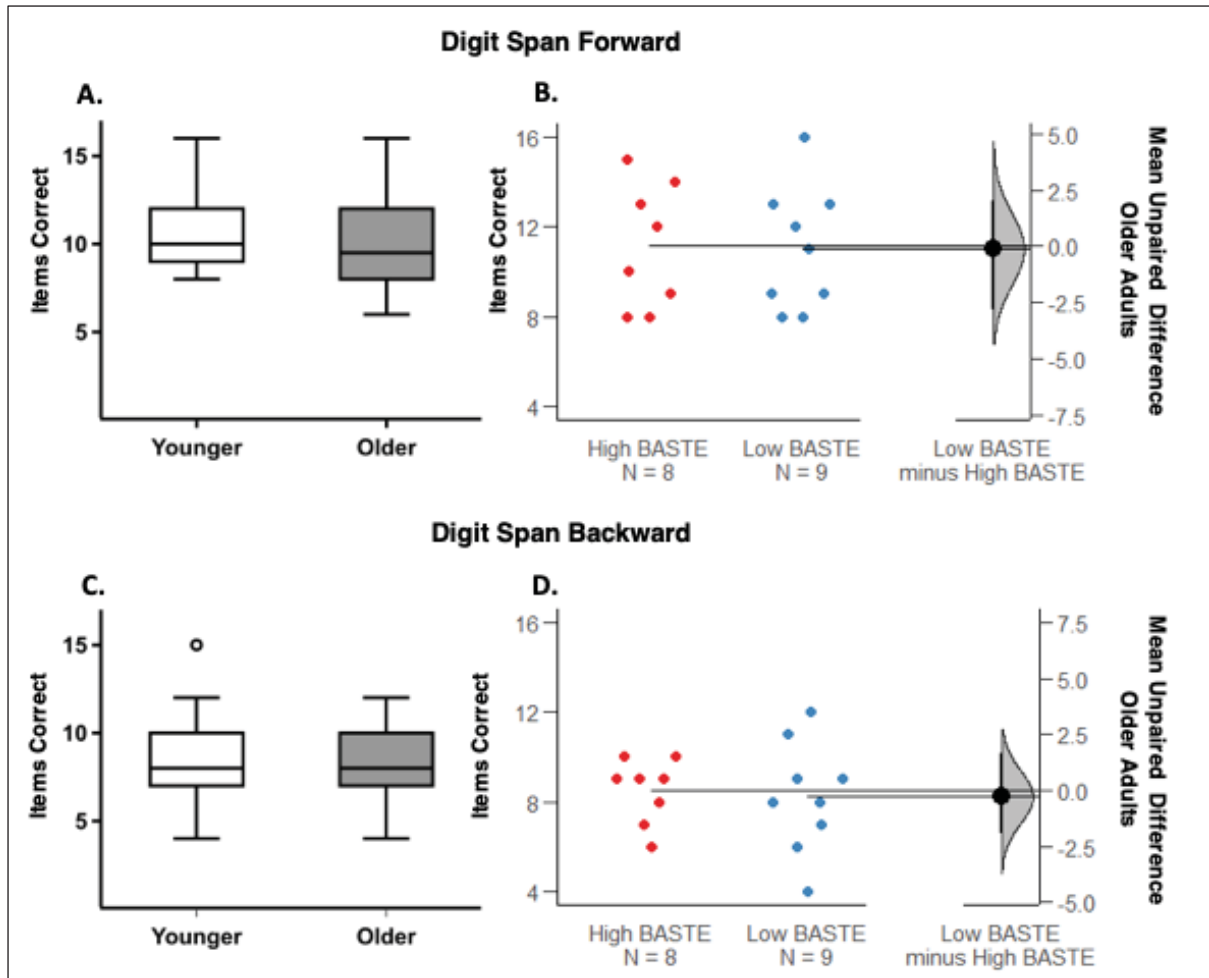 Digit Span Forward
A.
B.
Items Correct
15
10
5
Younger
Older
Items Correct
16
12
8
4
High BASTE
N = 8
Low BASTE
N = 9
Low BASTE
minus High BASTE
5.0
2.5
0.0
-2.5
-5.0
-7.5
Mean Unpaired Difference
Older Adults
Digit Span Backward
C.
D.
Items Correct
15
10
5
Younger
Older
Items Correct
16
12
8
4
High BASTE
N = 8
Low BASTE
N = 9
Low BASTE
minus High BASTE
7.5
5.0
2.5
0.0
-2.5
-5.0
Mean Unpaired Difference
Older Adults